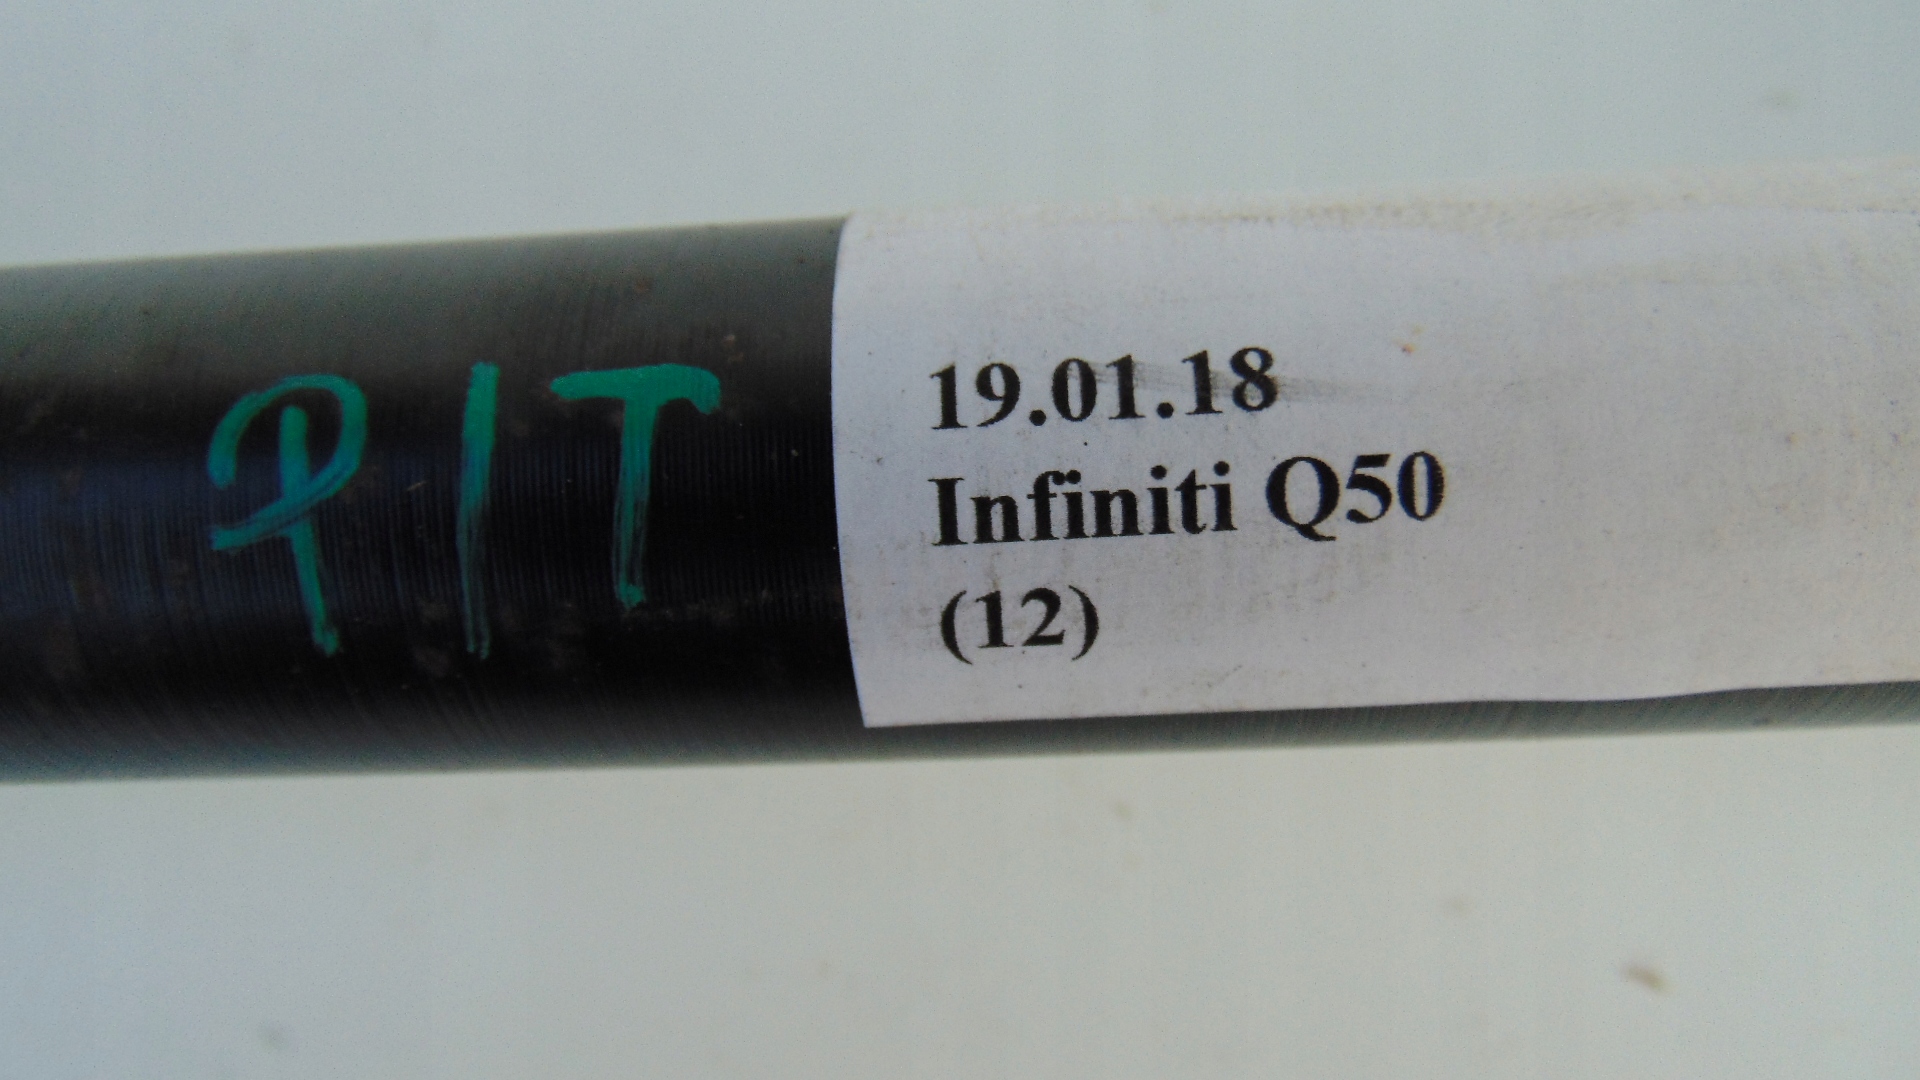 PIT
19.01.18
Infiniti Q50
(12)